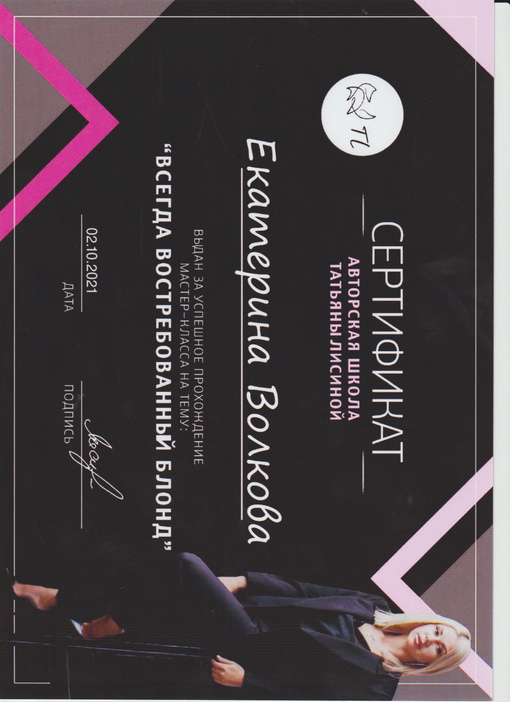 TL
СЕРТИФИКАТ
АВТОРСКАЯ ШКОЛА
ТАТЬЯНЫ ЛИСИНОЙ
Екатерина Волкова
ВЫДАН ЗА УСПЕШНОЕ ПРОХОЖДЕНИЕ
МАСТЕР-КЛАССА НА ТЕМУ:
“ВСЕГДА ВОСТРЕБОВАННЫЙ БЛОНД”
02.10.2021
ДАТА
ПОДПИСЬ